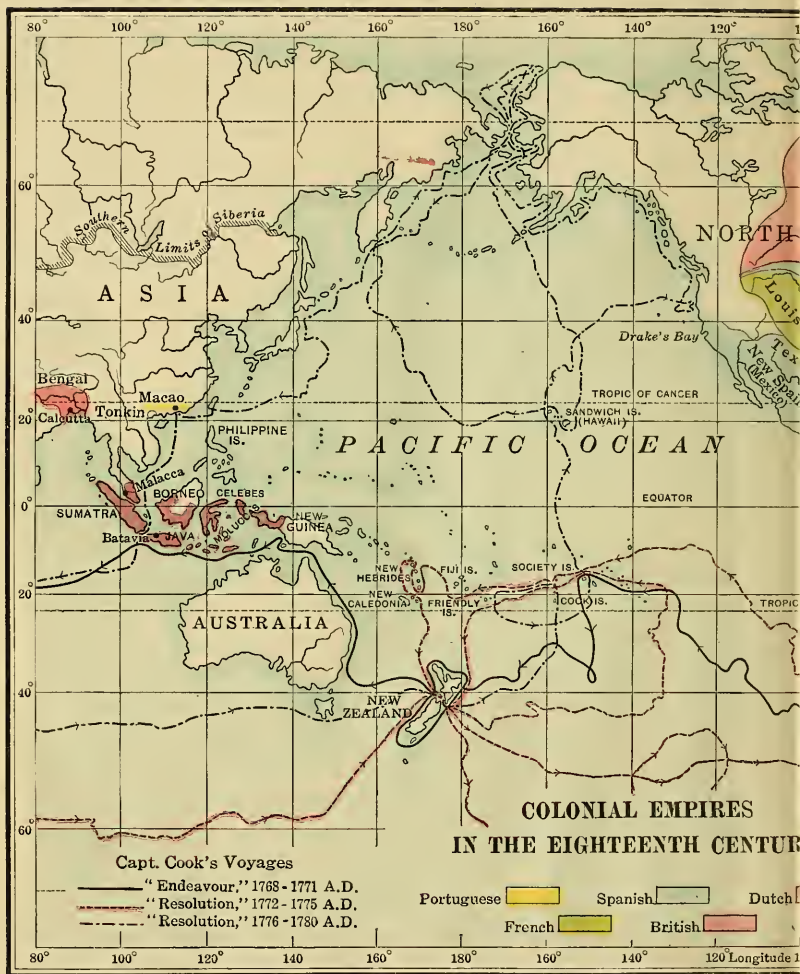 80° 100° 120° 140° 160° 180° 160° 140° 120°
60°
Southern Limits Siberia
NORTH
ASIA
Louis
40°
Drake's Bay
Tex
New Spai
(Mexico)
Bengal
Macao
TROPIC OF CANCER
Calcutta
Tonkin
SANDWICH IS.
(HAWAII)
20°
PHILIPPINE
IS.
PACIFIC OCEAN
Malacca
BORNEO
CELEBES
EQUATOR
0°
SUMATRA
MOLUCCAS
NEW
GUINEA
Batavia
JAVA
NEW
HEBRIDES
FIJI IS.
SOCIETY IS.
20°
NEW
CALEDONIA
FRIENDLY
IS.
COOK IS.
TROPIC
AUSTRALIA
40°
NEW
ZEALAND
COLONIAL EMPIRES
IN THE EIGHTEENTH CENTUR
60°
Capt. Cook's Voyages
"Endeavour," 1768-1771 A.D.
"Resolution," 1772-1775 A.D.
"Resolution," 1776-1780 A.D.
Portuguese Spanish Dutch
French British
80° 80° 100° 120° 140° 160° 180° 160° 140° 120° Longitude 1